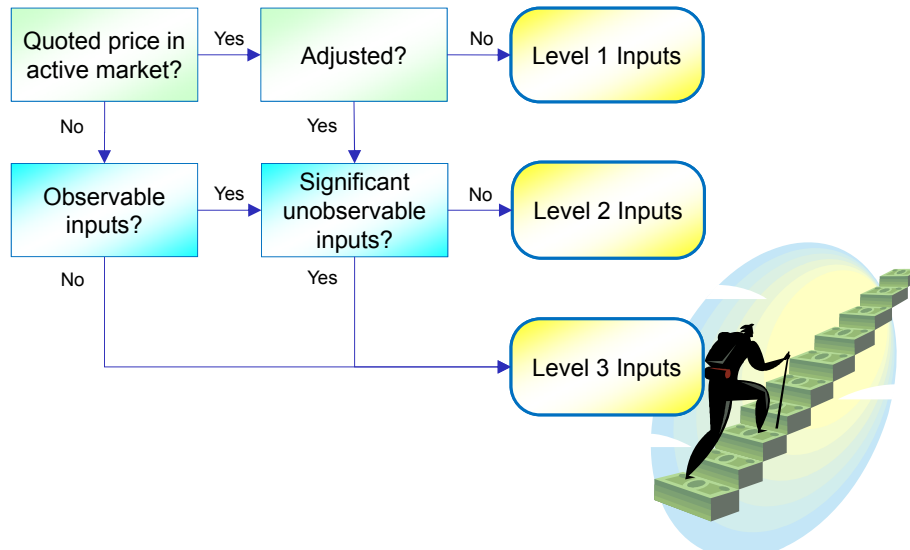 Quoted price in
active market?
Yes
Adjusted?
No
Level 1 Inputs
No
Yes
Observable
inputs?
Yes
Significant
unobservable
inputs?
No
Level 2 Inputs
No
Yes
Level 3 Inputs